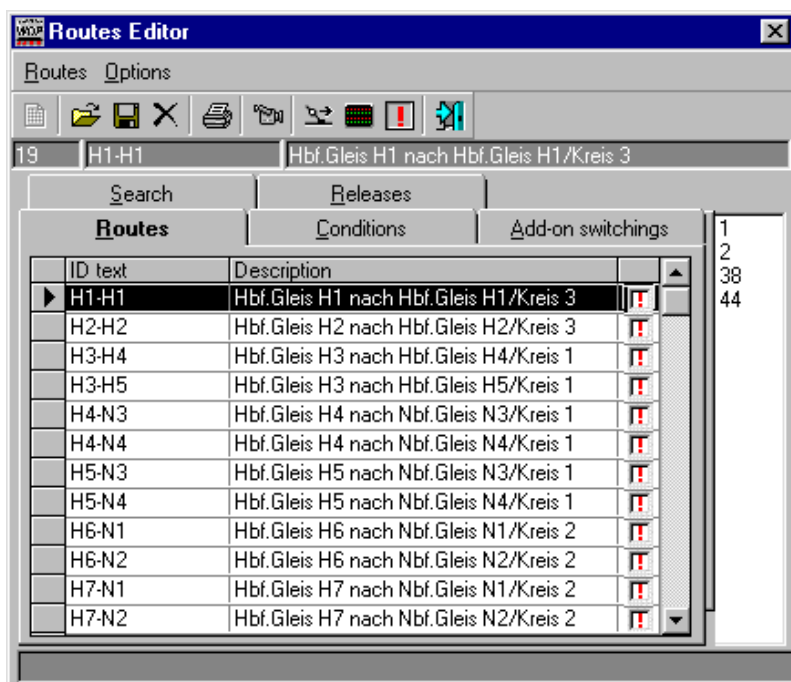 Routes Editor
Routes Options
19 H1-H1 Hbf.Gleis H1 nach Hbf.Gleis H1/Kreis 3
Search Releases
Routes Conditions Add-on switchings
ID text Description
H1-H1 Hbf.Gleis H1 nach Hbf.Gleis H1/Kreis 3
H2-H2 Hbf.Gleis H2 nach Hbf.Gleis H2/Kreis 3
H3-H4 Hbf.Gleis H3 nach Hbf.Gleis H4/Kreis 1
H3-H5 Hbf.Gleis H3 nach Hbf.Gleis H5/Kreis 1
H4-N3 Hbf.Gleis H4 nach Nbf.Gleis N3/Kreis 1
H4-N4 Hbf.Gleis H4 nach Nbf.Gleis N4/Kreis 1
H5-N3 Hbf.Gleis H5 nach Nbf.Gleis N3/Kreis 1
H5-N4 Hbf.Gleis H5 nach Nbf.Gleis N4/Kreis 1
H6-N1 Hbf.Gleis H6 nach Nbf.Gleis N1/Kreis 2
H6-N2 Hbf.Gleis H6 nach Nbf.Gleis N2/Kreis 2
H7-N1 Hbf.Gleis H7 nach Nbf.Gleis N1/Kreis 2
H7-N2 Hbf.Gleis H7 nach Nbf.Gleis N2/Kreis 2
1
2
38
44